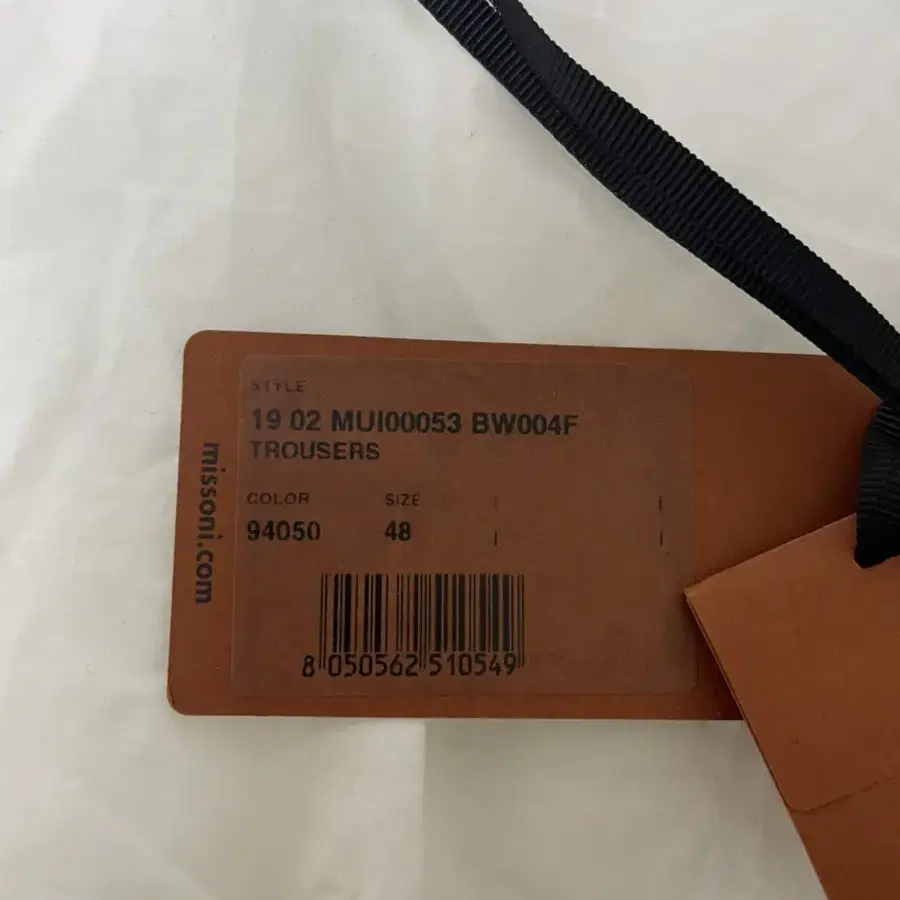 STYLE
19 02 MUI00053 BW004F
TROUSERS
COLOR SIZE
94050 48
8 050562 510549
missoni.com